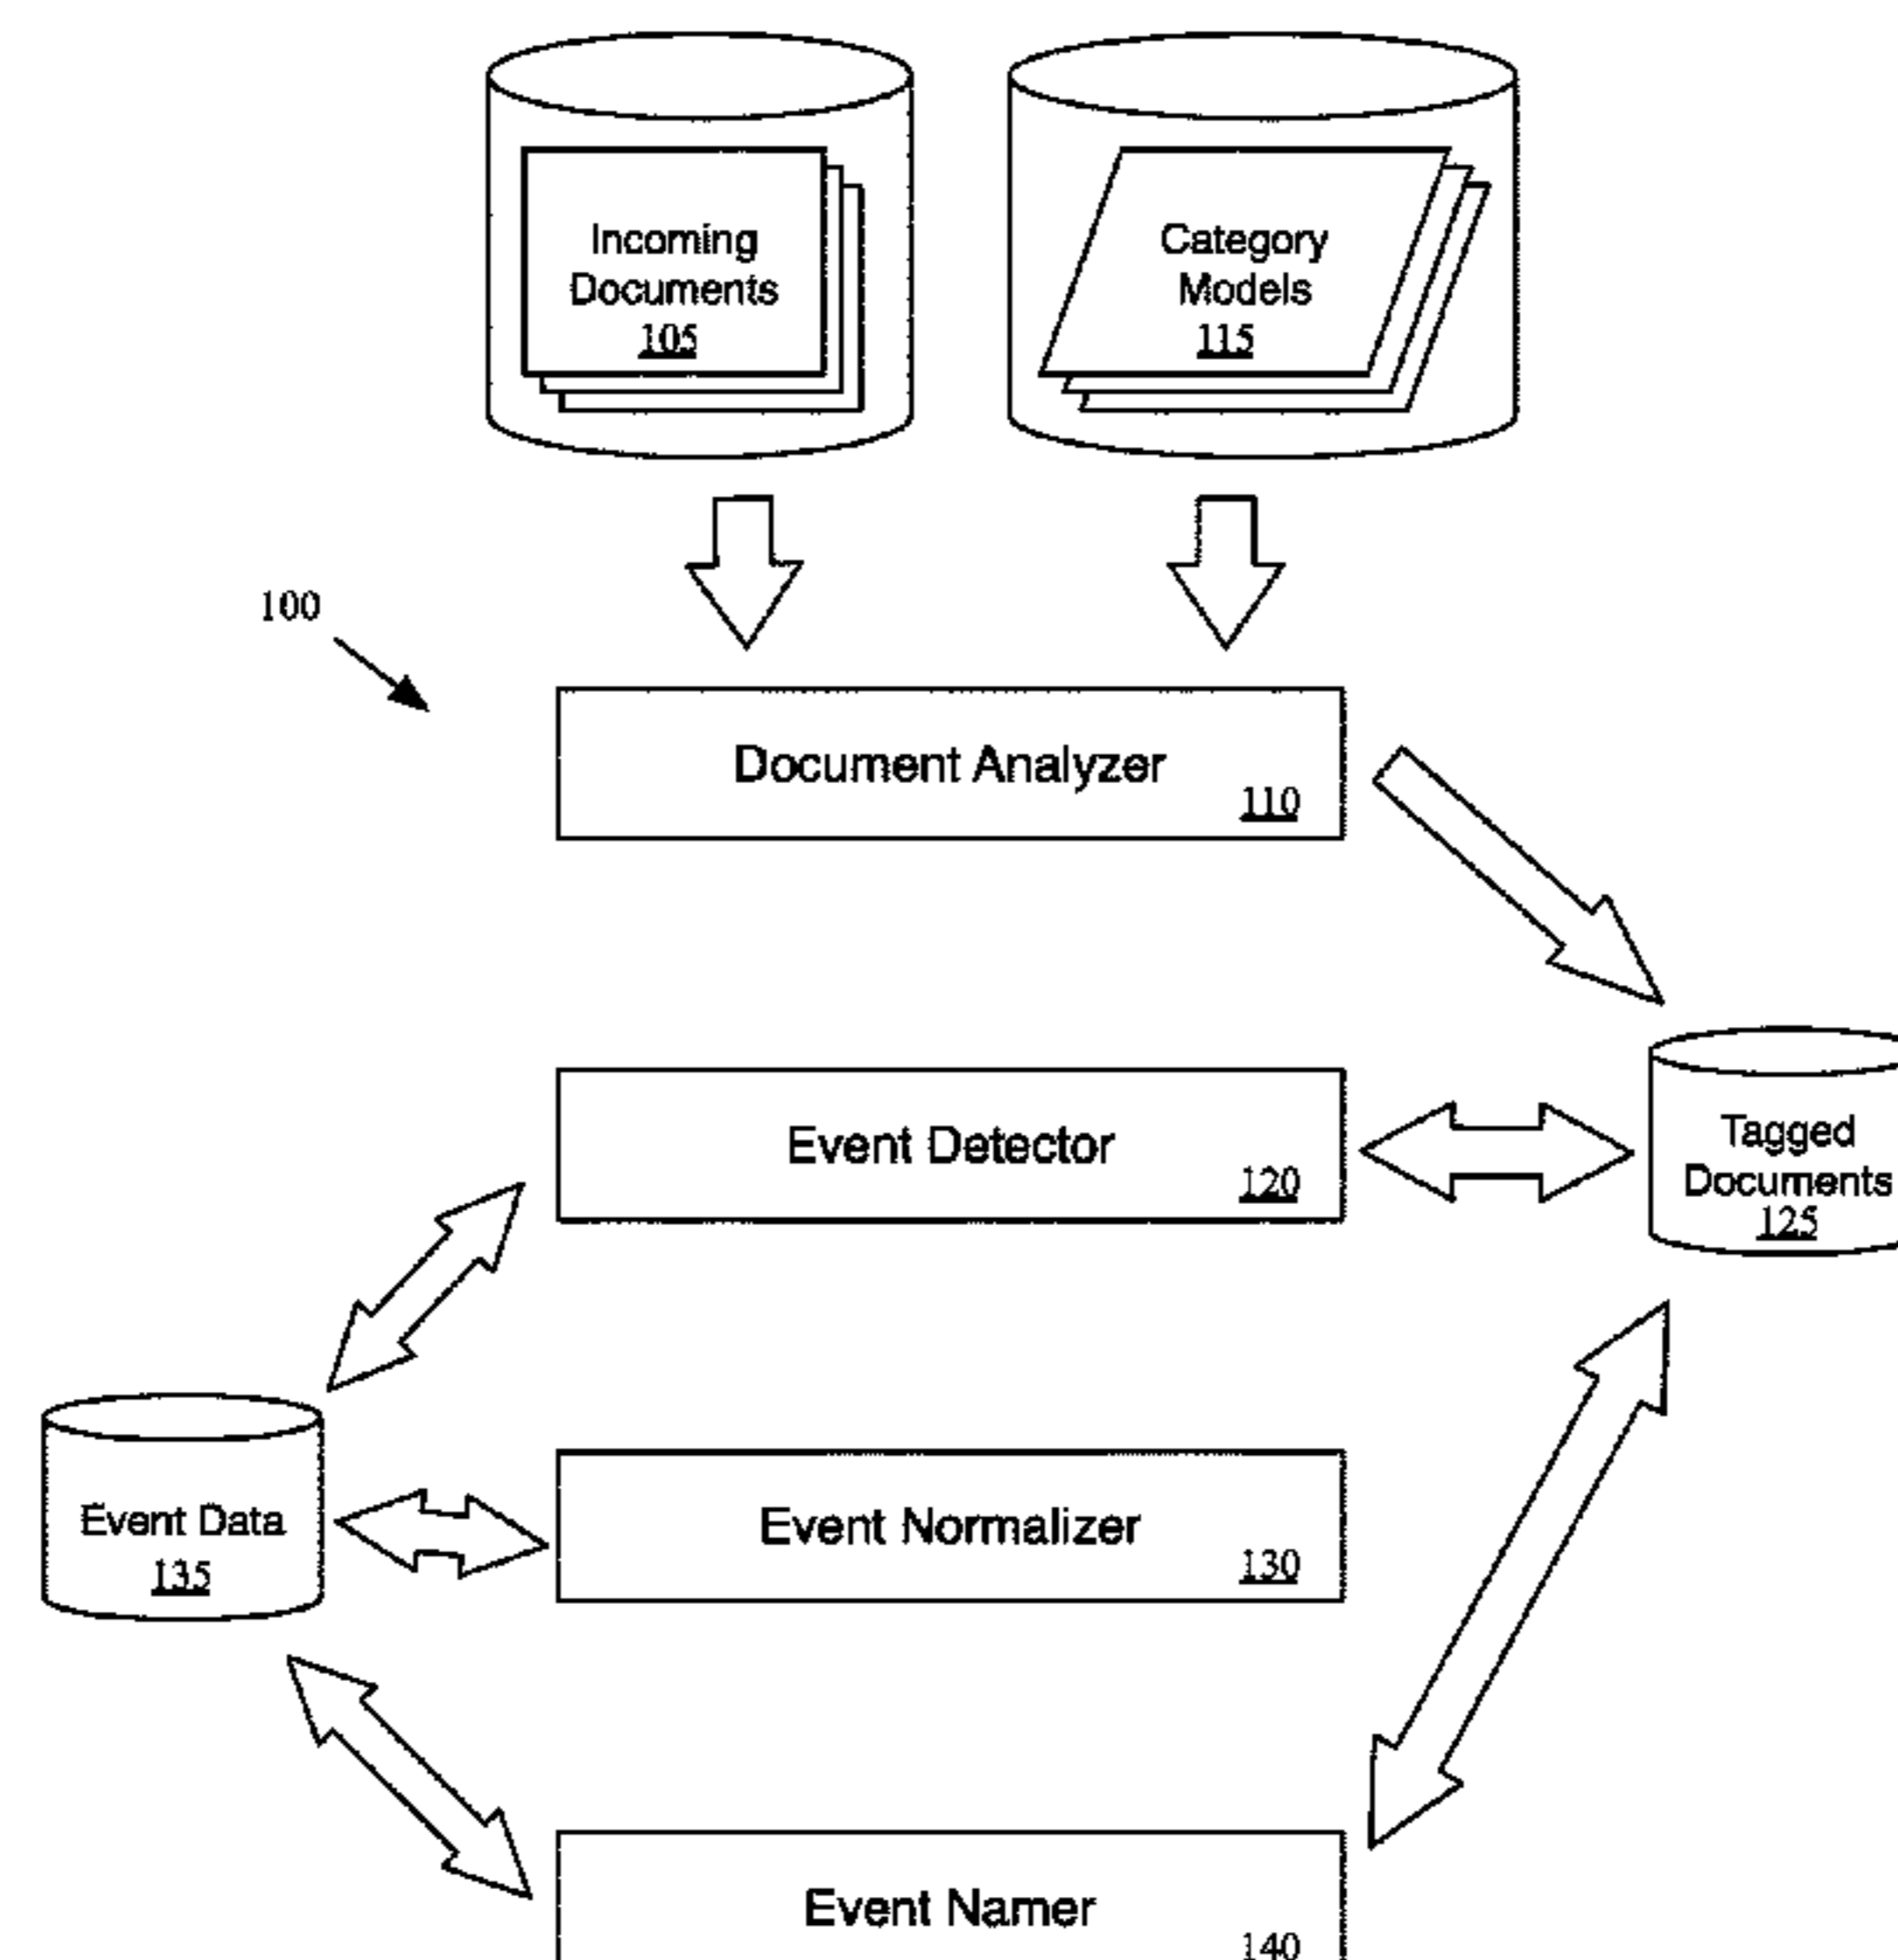 Incoming
Documents
105
Category
Models
115
100
Document Analyzer
110
Event Detector
120
Tagged
Documents
125
Event Data
135
Event Normalizer
130
Event Namer
140